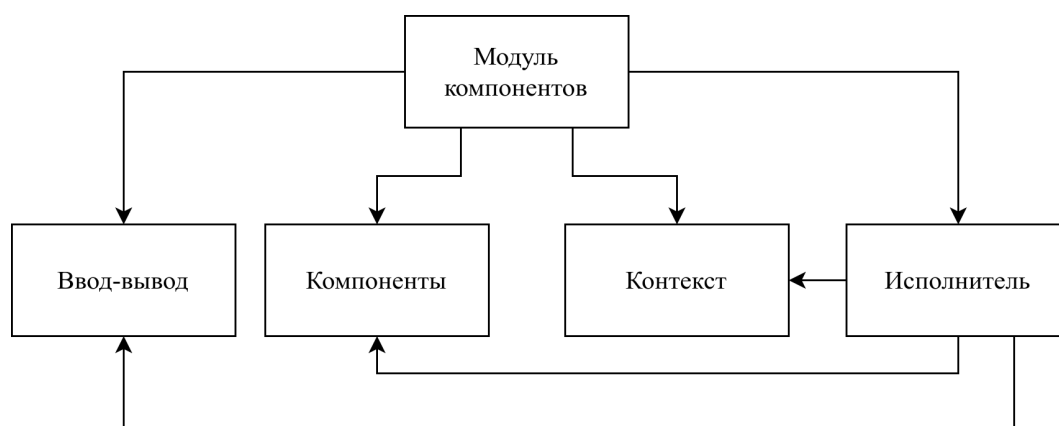 Модуль
компонентов
Ввод-вывод
Компоненты
Контекст
Исполнитель